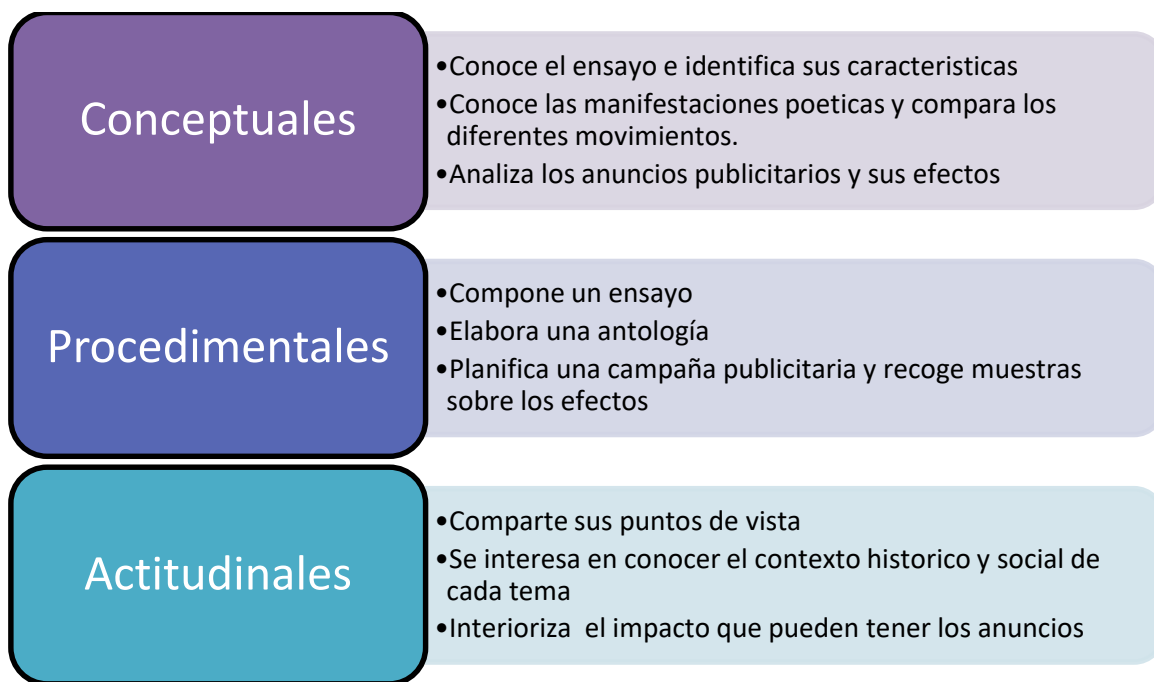 Conceptuales
•Conoce el ensayo e identifica sus caracteristicas
•Conoce las manifestaciones poeticas y compara los
diferentes movimientos.
•Analiza los anuncios publicitarios y sus efectos
Procedimentales
•Compone un ensayo
•Elabora una antología
•Planifica una campaña publicitaria y recoge muestras
sobre los efectos
Actitudinales
•Comparte sus puntos de vista
•Se interesa en conocer el contexto historico y social de
cada tema
•Interioriza  el impacto que pueden tener los anuncios